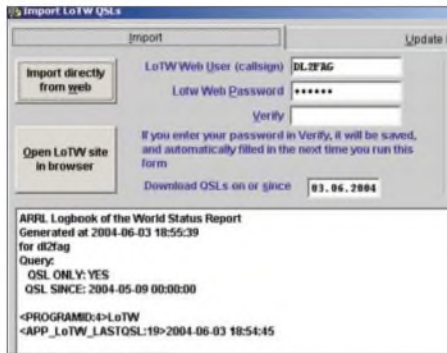 Import LoTW QSLs
Import
Update
Import directly
from web
LoTW Web User (callsign)
DL2FAG
Lotw Web Password
••••••
Verify
If you enter your password in Verify, it will be saved,
and automatically filled in the next time you run this
form
Open LoTW site
in browser
Download QSLs on or since
03.06.2004
ARRL Logbook of the World Status Report
Generated at 2004-06-03 18:55:39
for dl2fag
Query:
QSL ONLY: YES
QSL SINCE: 2004-05-09 00:00:00
<PROGRAMID:4>LoTW
<APP_LoTW_LASTQSL:19>2004-06-03 18:54:45